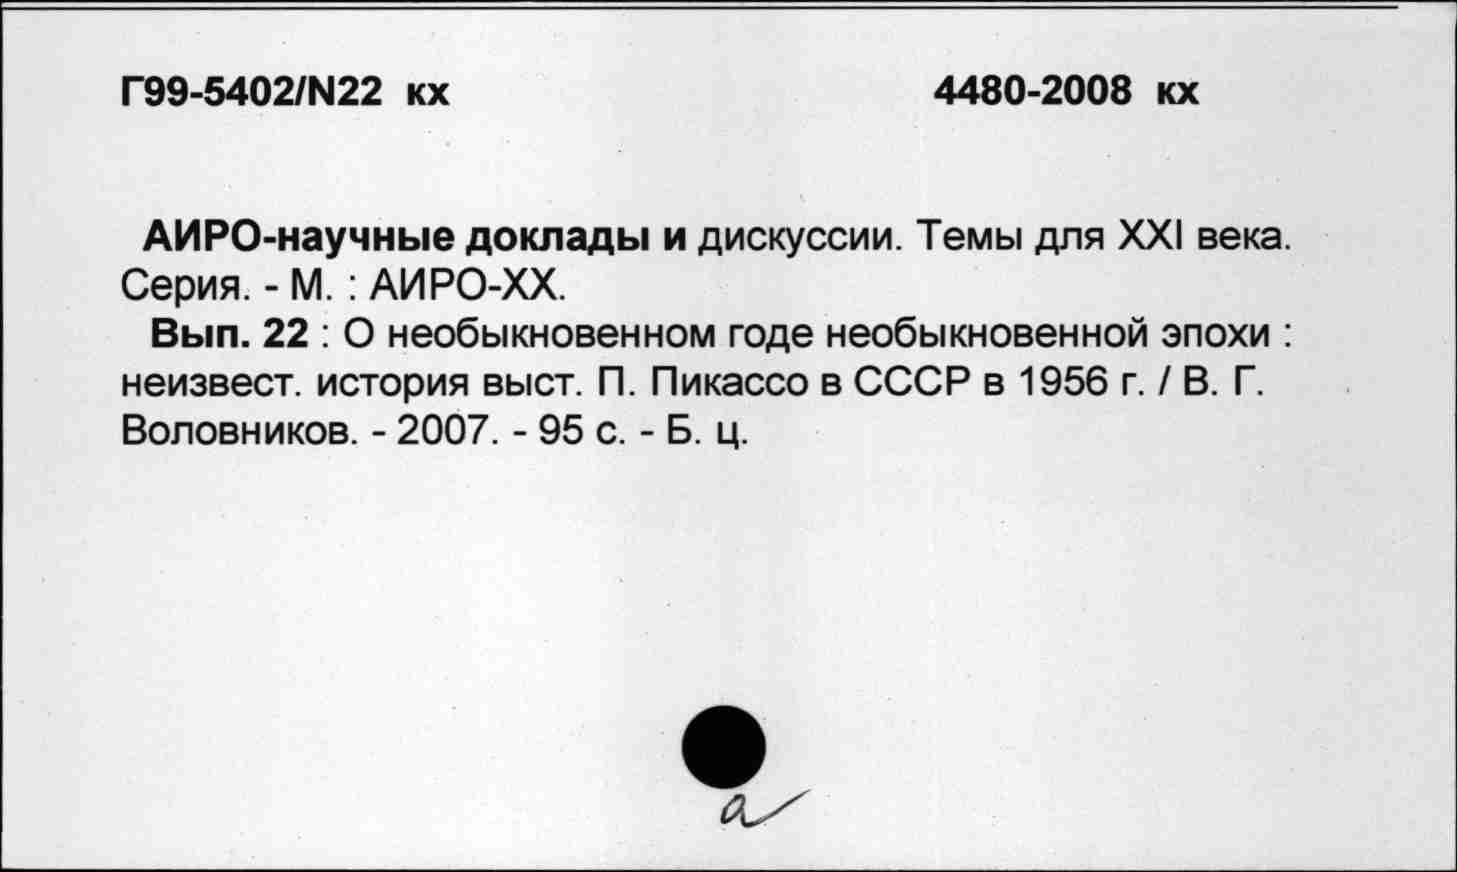 Г99-5402/N22 кх 4480-2008 кх
АИРО-научные доклады и дискуссии. Темы для XXI века.
Серия. - М. : АИРО-XX.
Вып. 22 : О необыкновенном годе необыкновенной эпохи :
неизвест. история выст. П. Пикассо в СССР в 1956 г. / В. Г.
Воловников. - 2007. - 95 с. - Б. ц.
а